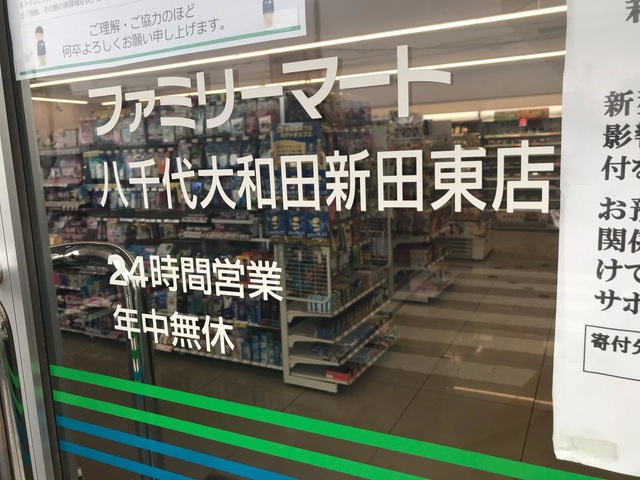 ご理解・ご協力のほど
何卒よろしくお願い申し上げます。
ファミリーマート
八千代大和田新田東店
24時間営業
年中無休
新
影
付を
お預
関係
けて
サポ
寄付